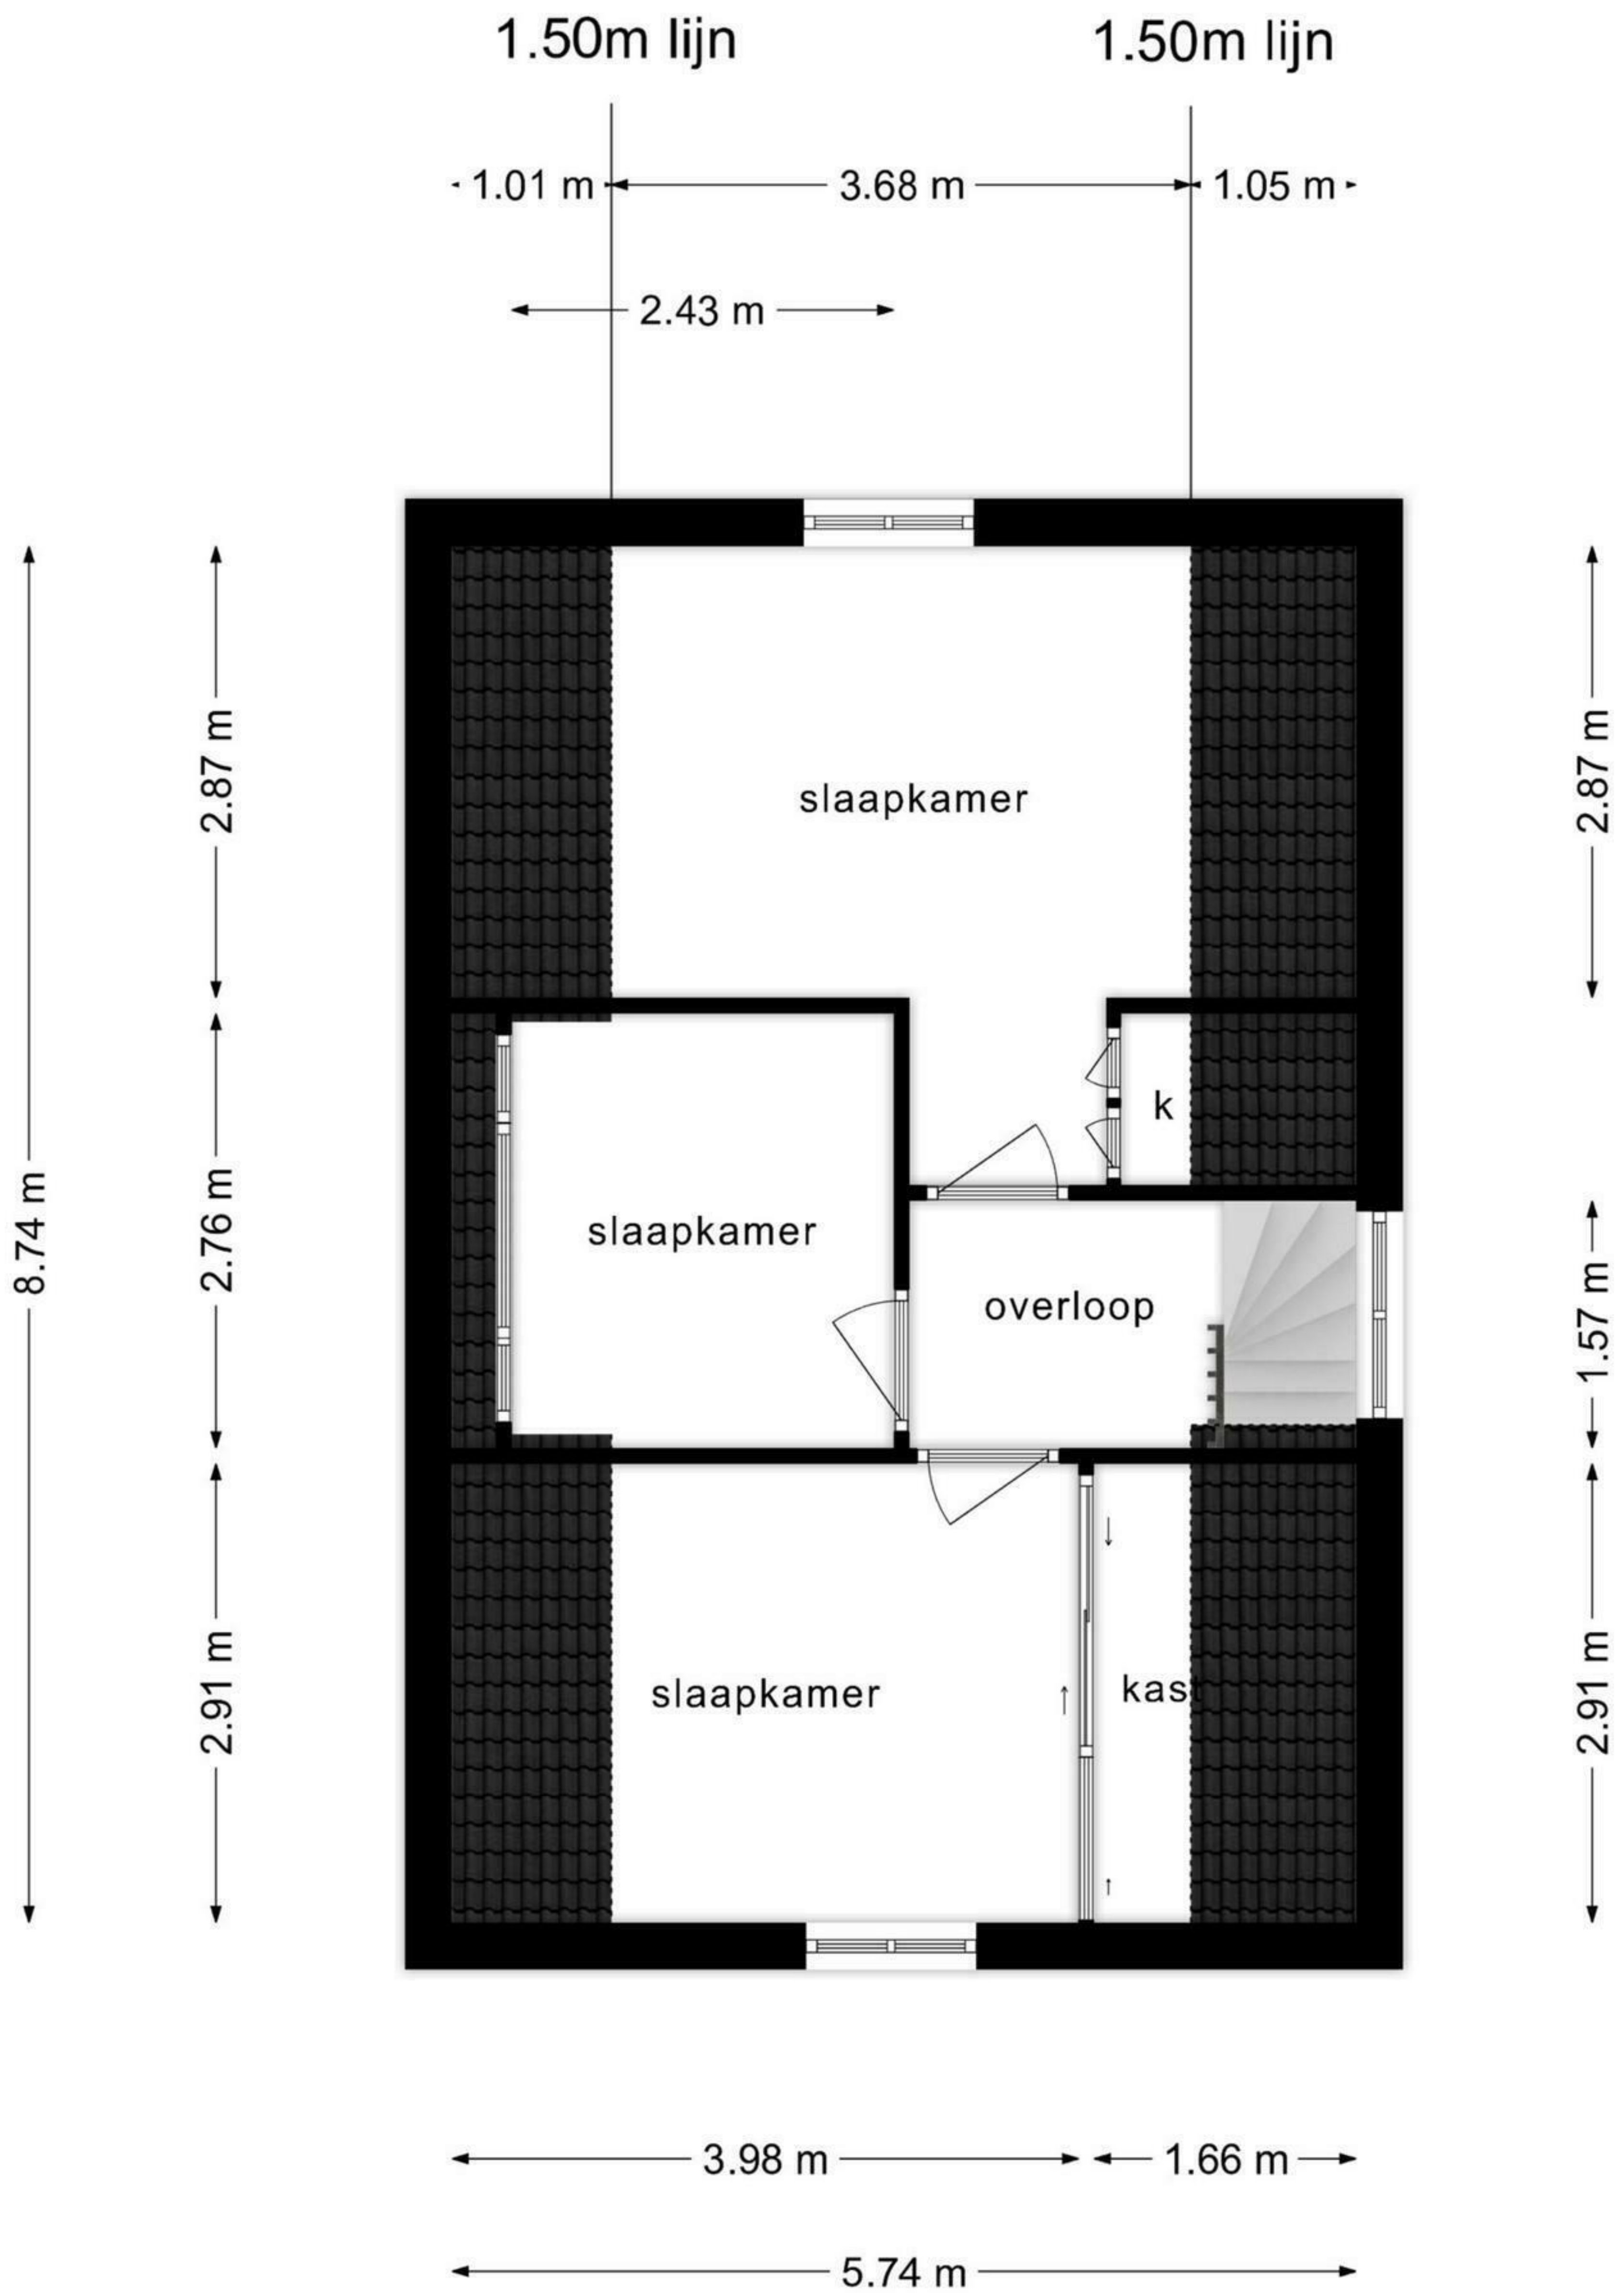 1.50m lijn
1.50m lijn
1.01 m
3.68 m
1.05 m
2.43 m
2.87 m
2.87 m
slaapkamer
k
8.74 m
2.76 m
slaapkamer
overloop
1.57 m
2.91 m
slaapkamer
kast
2.91 m
3.98 m
1.66 m
5.74 m